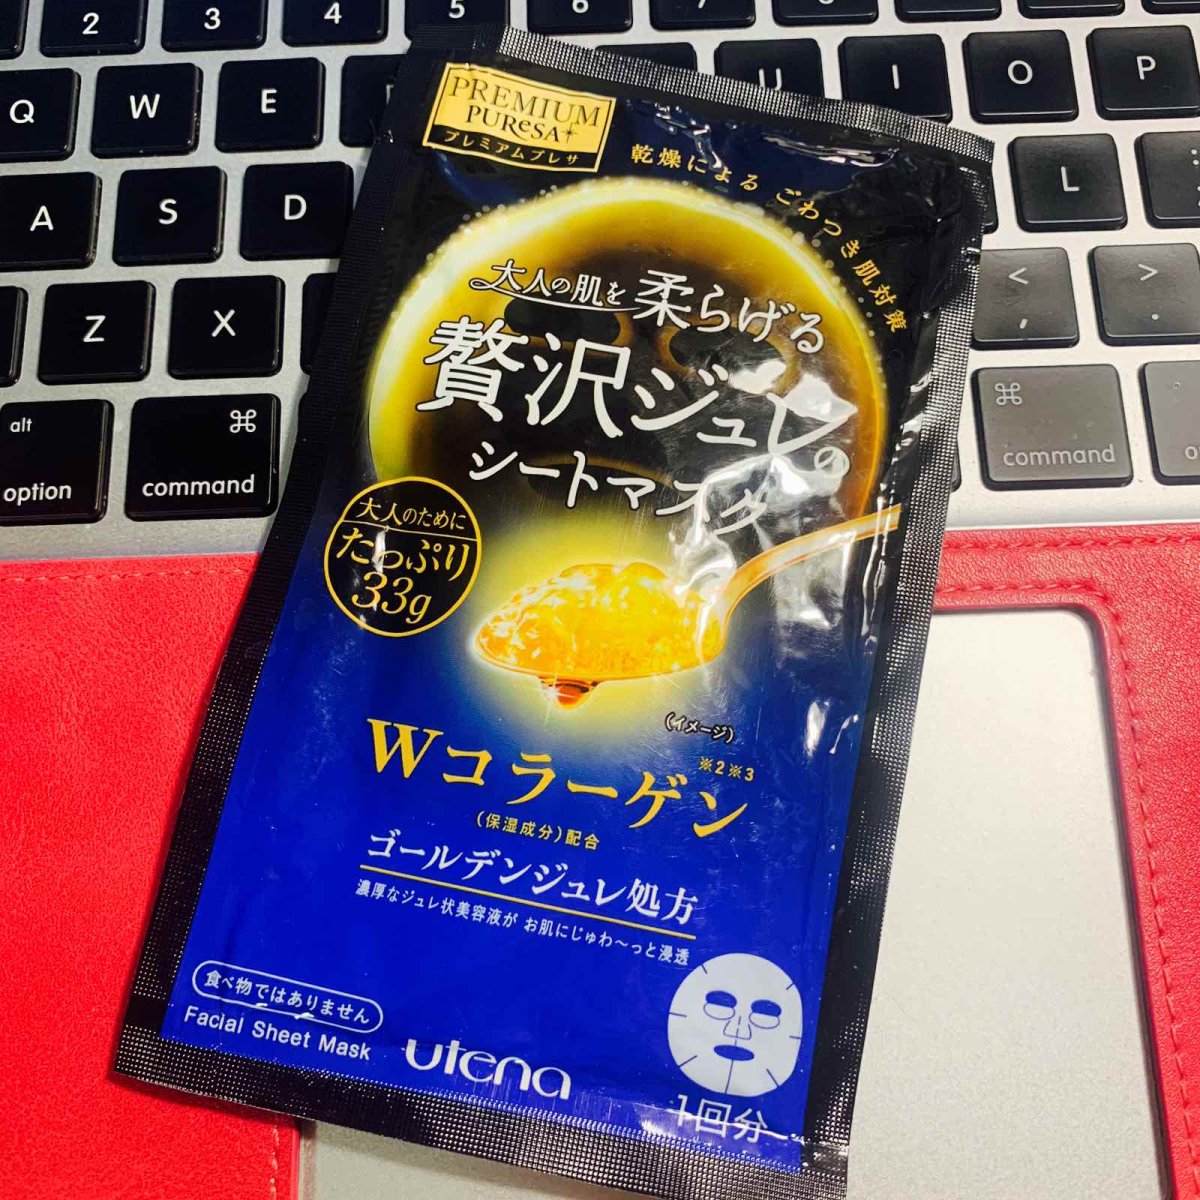 2
3
4
5
6
7
8
9
Q
W
E
U
I
O
P
A
S
D
L
Z
X
<
>
alt
option
⌘
command
⌘
command
PREMIUM
PUReSA
プレミアムプレサ
乾燥による ごわつき肌対策
大人の肌を 柔らげる
贅沢ジュレの
シートマスク
大人のために
たっぷり
33g
(イメージ)
Wコラーゲン※2※3
(保湿成分)配合
ゴールデンジュレ処方
濃厚なジュレ状美容液が お肌にじゅわ〜っと浸透
食べ物ではありません
Facial Sheet Mask
utena
1回分